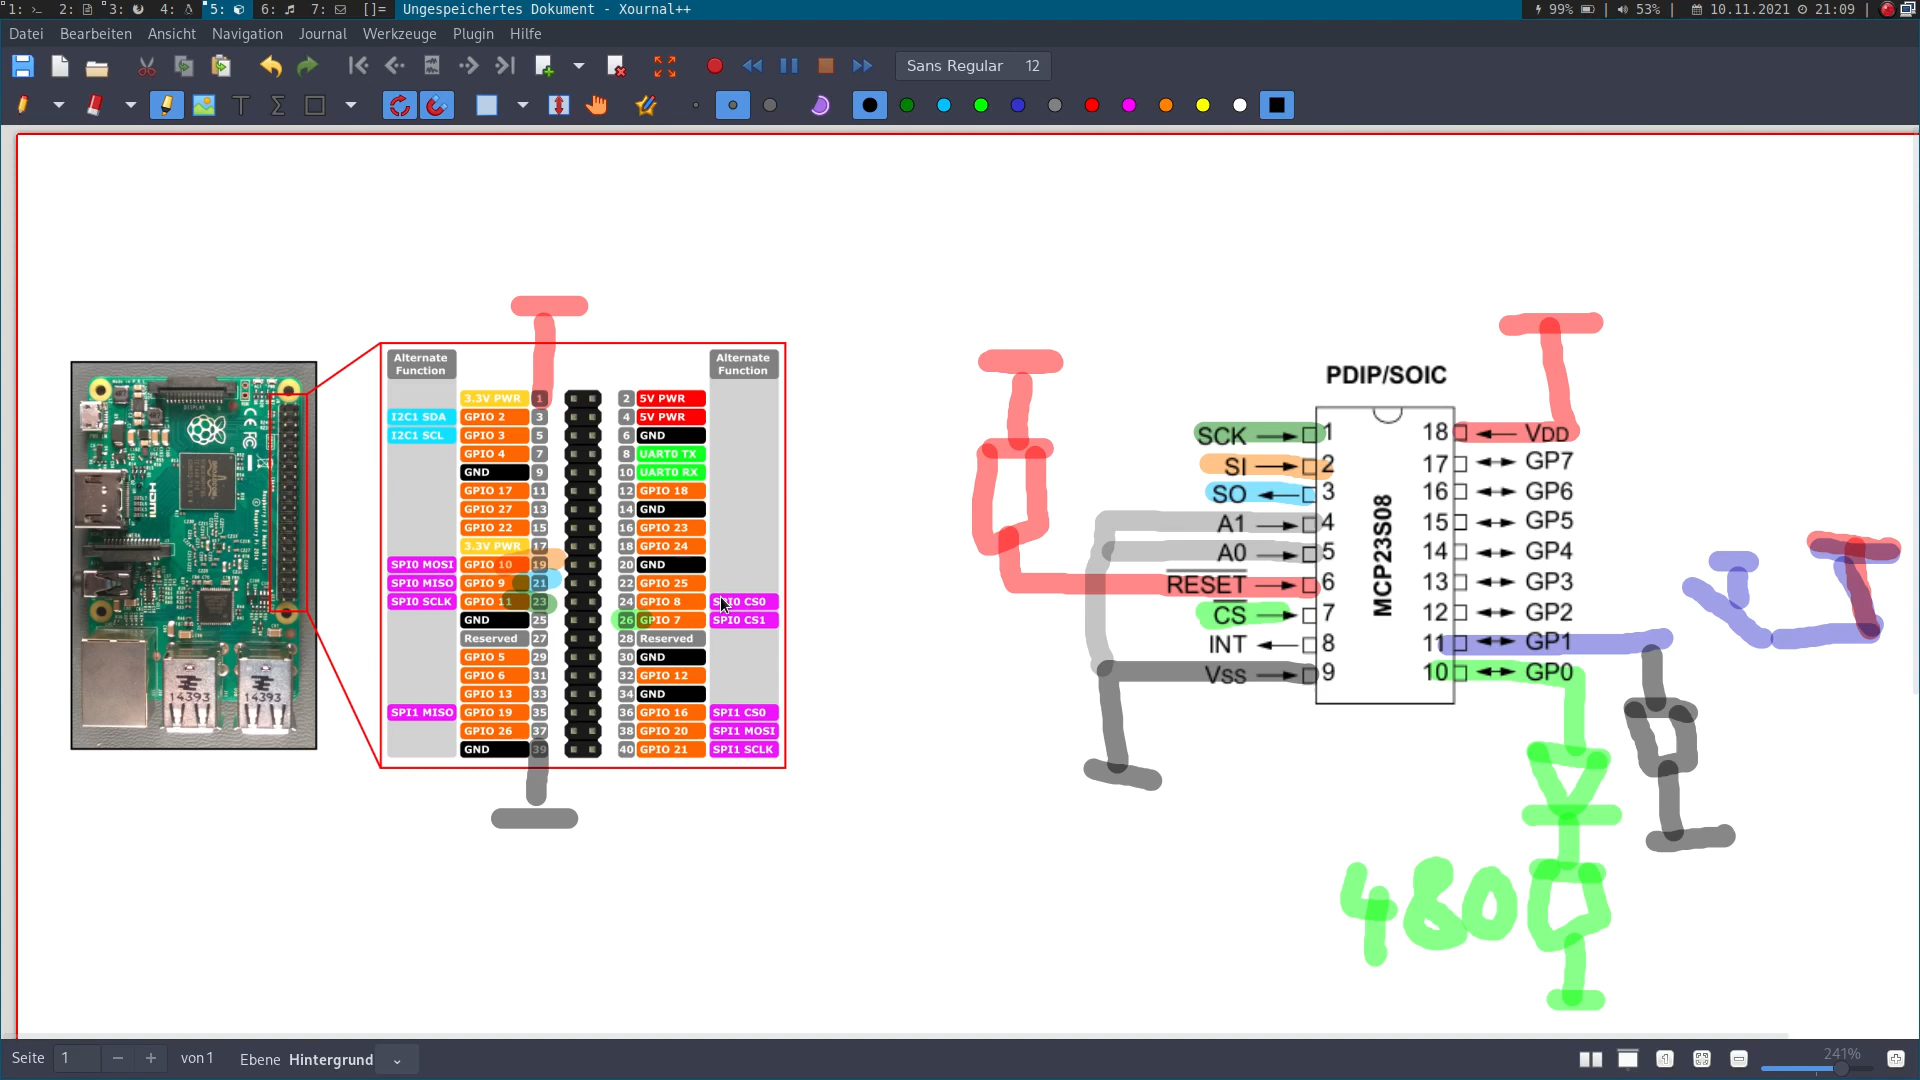 1: 2: 3: 4: 5: 6: 7: []= Ungespeichertes Dokument - Xournal++ 99% | 53% | 10.11.2021 21:09 |
Datei Bearbeiten Ansicht Navigation Journal Werkzeuge Plugin Hilfe
Sans Regular 12
Alternate Function Alternate Function
3.3V PWR 1 2 5V PWR
I2C1 SDA GPIO 2 3 4 5V PWR
I2C1 SCL GPIO 3 5 6 GND
GPIO 4 7 8 UART0 TX
GND 9 10 UART0 RX
GPIO 17 11 12 GPIO 18
GPIO 27 13 14 GND
GPIO 22 15 16 GPIO 23
3.3V PWR 17 18 GPIO 24
SPI0 MOSI GPIO 10 19 20 GND
SPI0 MISO GPIO 9 21 22 GPIO 25
SPI0 SCLK GPIO 11 23 24 GPIO 8 SPI0 CS0
GND 25 26 GPIO 7 SPI0 CS1
Reserved 27 28 Reserved
GPIO 5 29 30 GND
GPIO 6 31 32 GPIO 12
GPIO 13 33 34 GND
SPI1 MISO GPIO 19 35 36 GPIO 16 SPI1 CS0
GPIO 26 37 38 GPIO 20 SPI1 MOSI
GND 39 40 GPIO 21 SPI1 SCLK
HDMI
14393 14393
PDIP/SOIC
MCP23S08
SCK 1 18 VDD
SI 2 17 GP7
SO 3 16 GP6
A1 4 15 GP5
A0 5 14 GP4
RESET 6 13 GP3
CS 7 12 GP2
INT 8 11 GP1
Vss 9 10 GP0
480
Seite 1 von 1 Ebene Hintergrund 241%